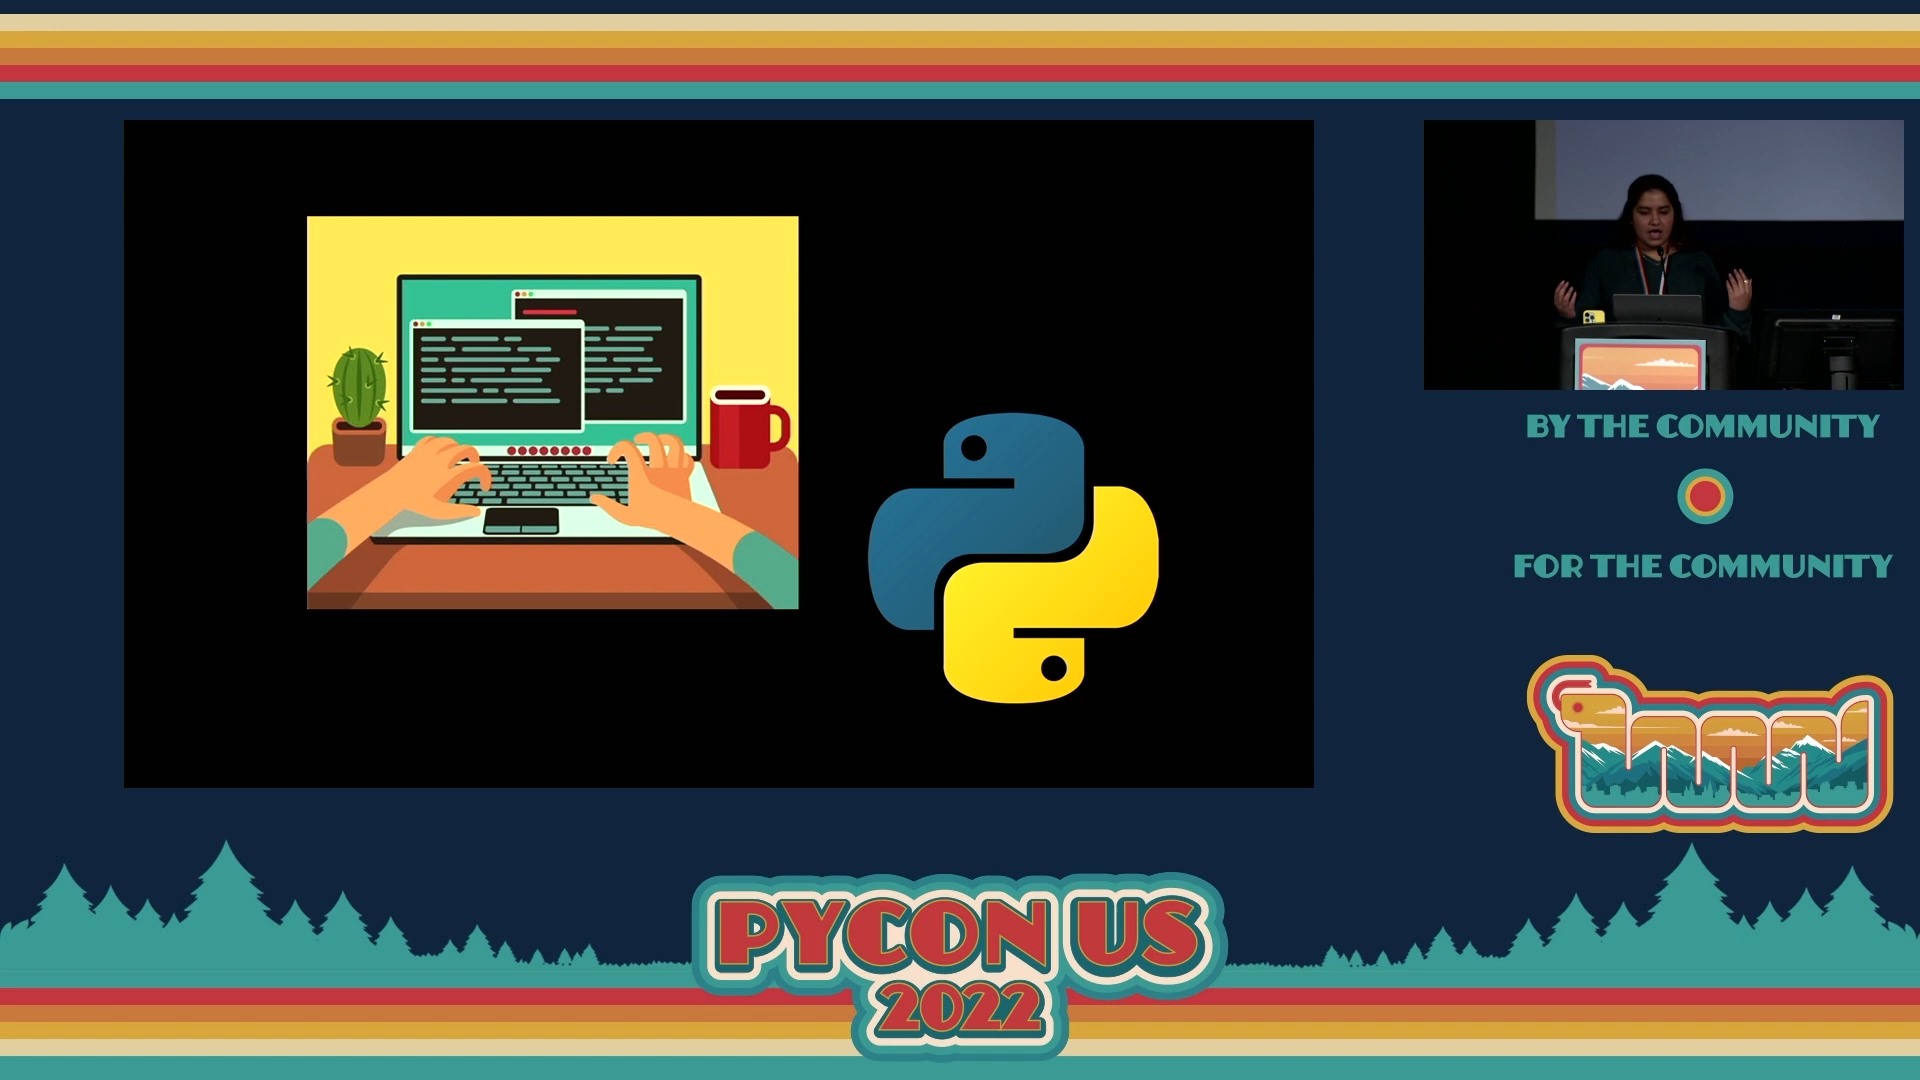 BY THE COMMUNITY
FOR THE COMMUNITY
PYCON US
2022